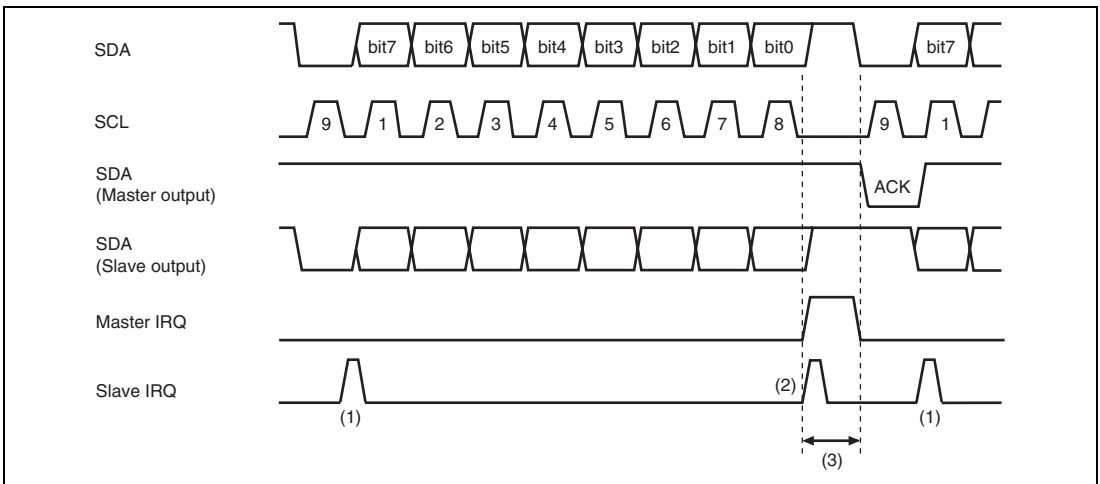 SDA
bit7 bit6 bit5 bit4 bit3 bit2 bit1 bit0 bit7
SCL
9 1 2 3 4 5 6 7 8 9 1
SDA
(Master output)
ACK
SDA
(Slave output)
Master IRQ
Slave IRQ
(2)
(1) (1)
(3)